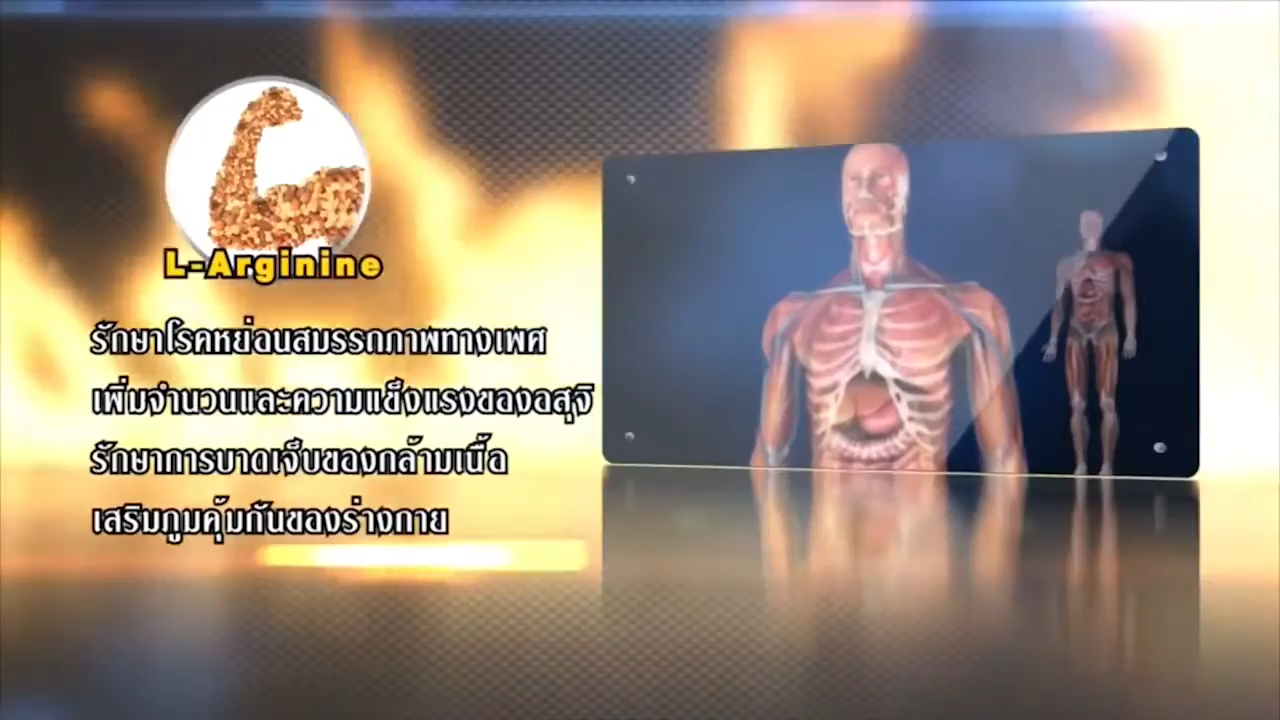 L-Arginine
รักษาโรคหย่อนสมรรถภาพทางเพศ
เพิ่มจำนวนและความแข็งแรงของอสุจิ
รักษาการบาดเจ็บของกล้ามเนื้อ
เสริมภูมคุ้มกันของร่างกาย